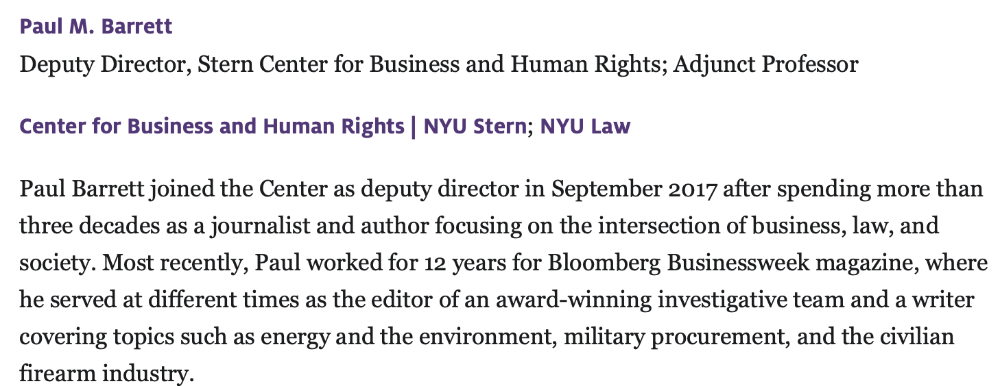 Paul M. Barrett
Deputy Director, Stern Center for Business and Human Rights; Adjunct Professor
Center for Business and Human Rights | NYU Stern; NYU Law
Paul Barrett joined the Center as deputy director in September 2017 after spending more than
three decades as a journalist and author focusing on the intersection of business, law, and
society. Most recently, Paul worked for 12 years for Bloomberg Businessweek magazine, where
he served at different times as the editor of an award-winning investigative team and a writer
covering topics such as energy and the environment, military procurement, and the civilian
firearm industry.